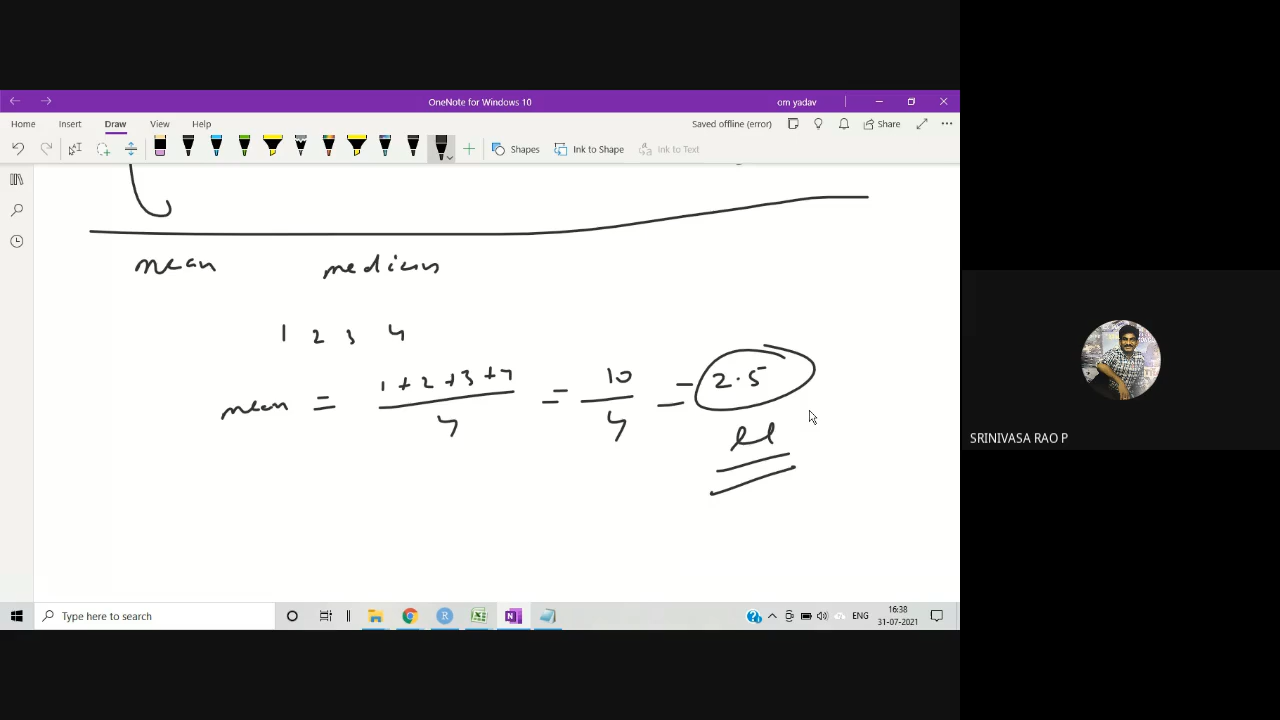 OneNote for Windows 10
om yadav
Home Insert Draw View Help
Saved offline (error)
Share
Shapes
Ink to Shape
Ink to Text
mean median
1 2 3 4
mean = 1+2+3+4 / 4 = 10 / 4 = 2.5
SRINIVASA RAO P
Type here to search
ENG
16:38
31-07-2021